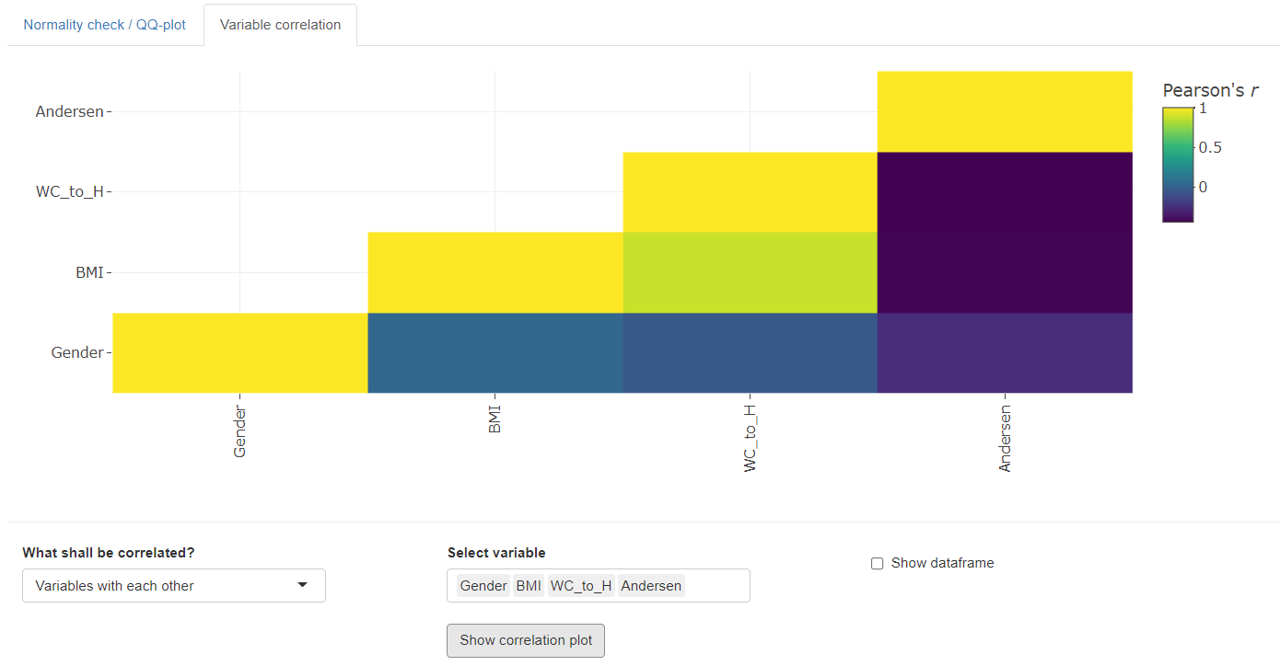 Normality check / QQ-plot
Variable correlation
Pearson's r
1
0.5
0
Andersen
WC_to_H
BMI
Gender
Gender
BMI
WC_to_H
Andersen
What shall be correlated?
Select variable
Show dataframe
Variables with each other
Gender BMI WC_to_H Andersen
Show correlation plot